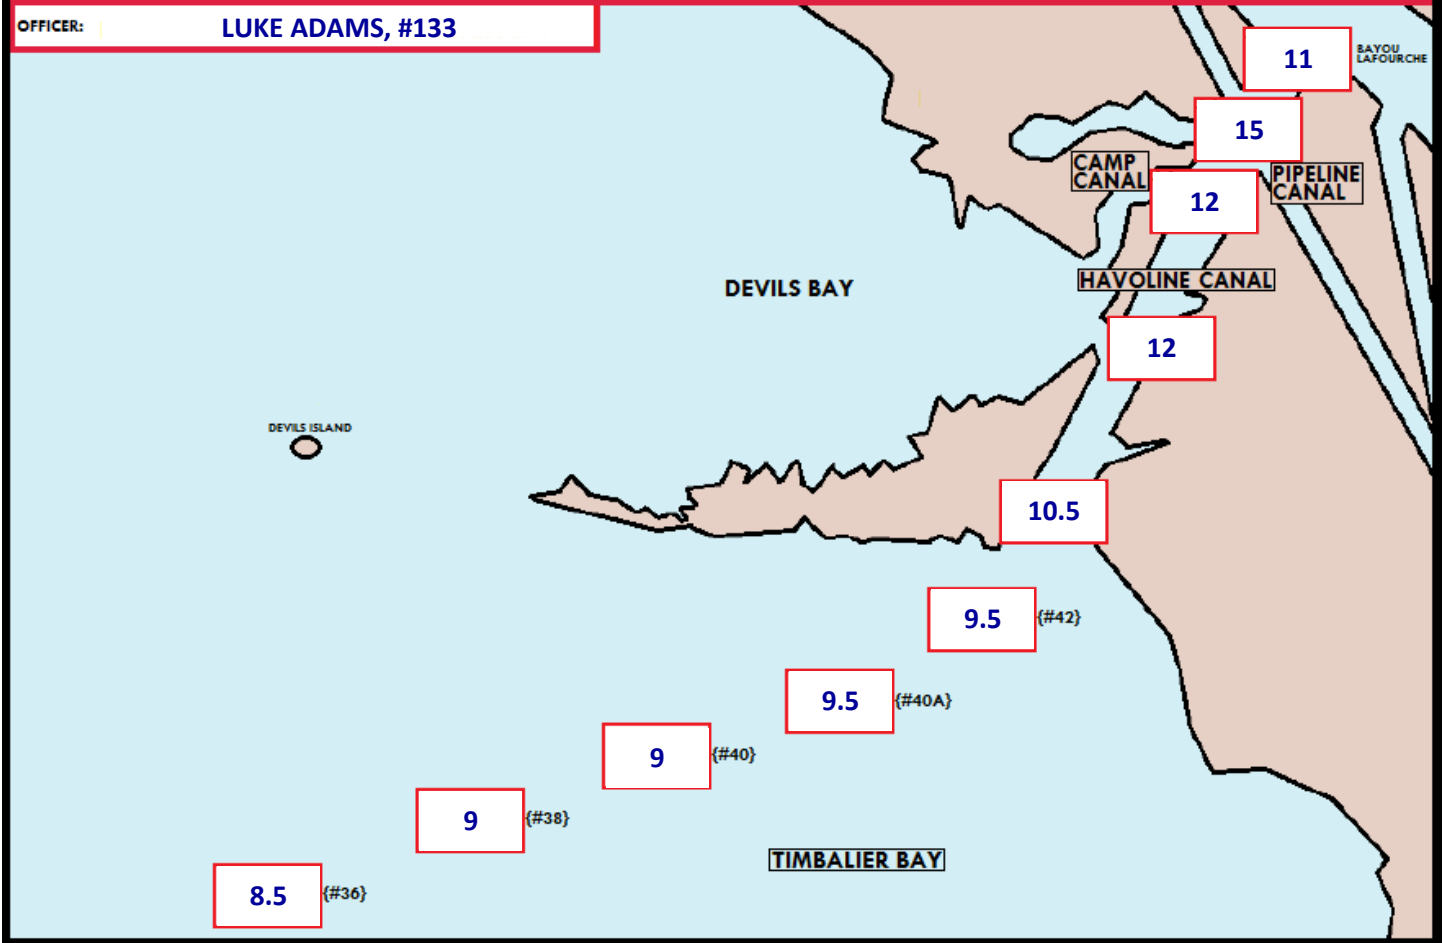 OFFICER: LUKE ADAMS, #133
11
BAYOU
LAFOURCHE
15
CAMP
CANAL
PIPELINE
CANAL
12
HAVOLINE CANAL
DEVILS BAY
12
DEVILS ISLAND
10.5
9.5 {#42}
9.5 {#40A}
9 {#40}
9 {#38}
TIMBALIER BAY
8.5 {#36}